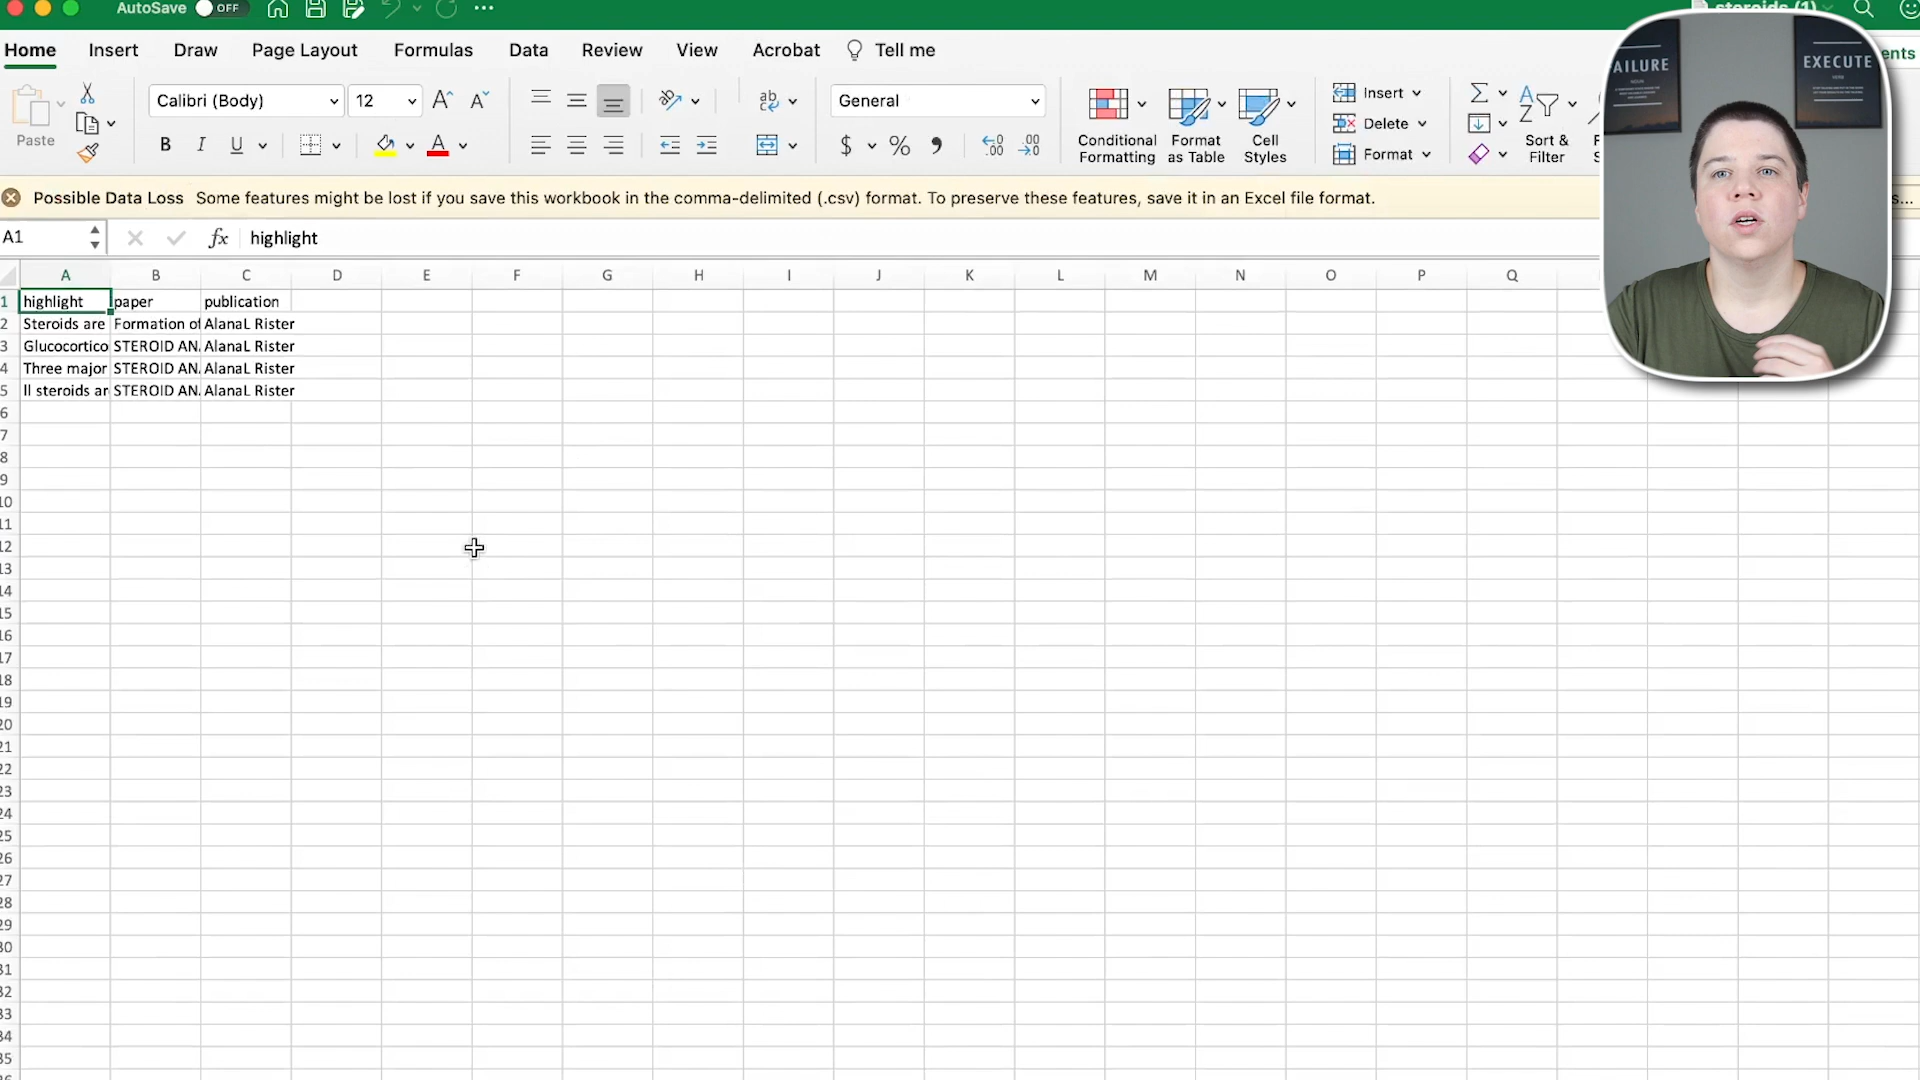 AutoSave OFF
steroids (1)
Home Insert Draw Page Layout Formulas Data Review View Acrobat Tell me
Paste
Calibri (Body) 12
B I U
General
$ %
Conditional Formatting
Format as Table
Cell Styles
Insert
Delete
Format
Sort & Filter
AILURE
EXECUTE
ents
Possible Data Loss Some features might be lost if you save this workbook in the comma-delimited (.csv) format. To preserve these features, save it in an Excel file format.
s...
A1 fx highlight
A B C D E F G H I J K L M N O P Q
1 highlight paper publication
2 Steroids are Formation of AlanaL Rister
3 Glucocortico STEROID AN AlanaL Rister
4 Three major STEROID AN AlanaL Rister
5 ll steroids ar STEROID AN AlanaL Rister
6
7
8
9
10
11
12
13
14
15
16
17
18
19
20
21
22
23
24
25
26
27
28
29
30
31
32
33
34
35